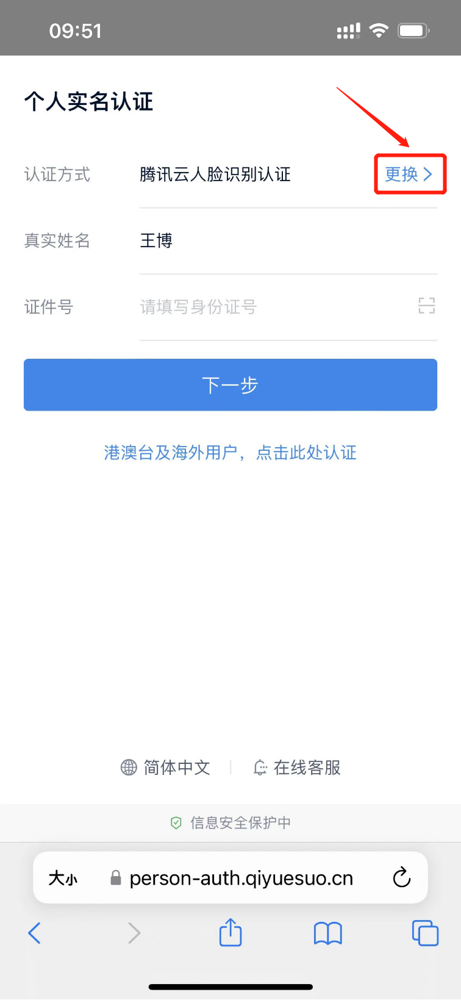 09:51
个人实名认证
认证方式 腾讯云人脸识别认证 更换
真实姓名 王博
证件号 请填写身份证号
下一步
港澳台及海外用户，点击此处认证
简体中文 在线客服
信息安全保护中
大小 person-auth.qiyuesuo.cn